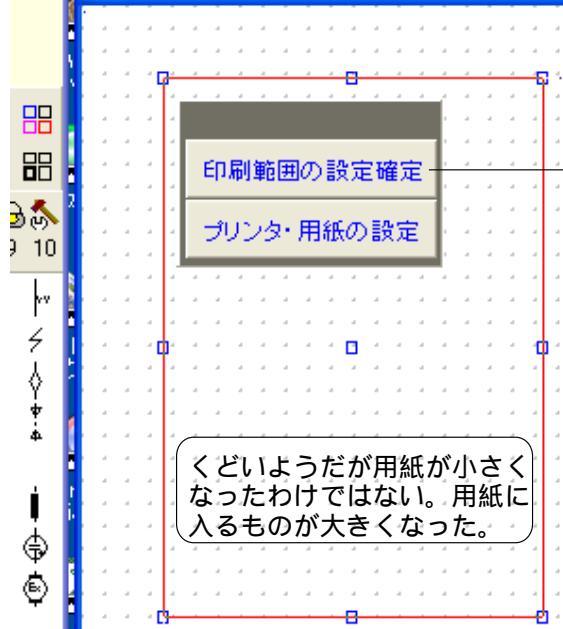 印刷範囲の設定確定
プリンタ・用紙の設定
10
くどいようだが用紙が小さく
なったわけではない。用紙に
入るものが大きくなった。